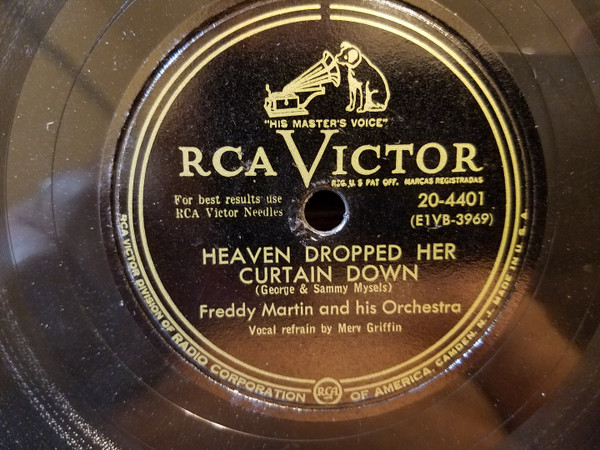 "HIS MASTER'S VOICE"
RCA VICTOR
REG. U S PAT OFF. MARCAS REGISTRADAS
For best results use
RCA Victor Needles
20-4401
(E1VB-3969)
HEAVEN DROPPED HER
CURTAIN DOWN
(George & Sammy Mysels)
Freddy Martin and his Orchestra
Vocal refrain by Merv Griffin
RCA VICTOR DIVISION OF RADIO CORPORATION RCA OF AMERICA, CAMDEN, N. J. MADE IN U. S. A.